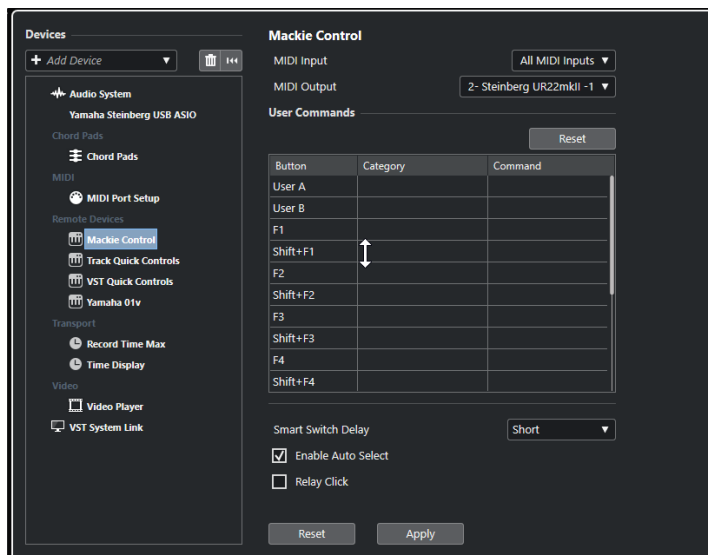 Devices
+ Add Device
Audio System
Yamaha Steinberg USB ASIO
Chord Pads
Chord Pads
MIDI
MIDI Port Setup
Remote Devices
Mackie Control
Track Quick Controls
VST Quick Controls
Yamaha 01v
Transport
Record Time Max
Time Display
Video
Video Player
VST System Link
Mackie Control
MIDI Input All MIDI Inputs
MIDI Output 2- Steinberg UR22mkII -1
User Commands
Reset
Button Category Command
User A
User B
F1
Shift+F1
F2
Shift+F2
F3
Shift+F3
F4
Shift+F4
Smart Switch Delay Short
Enable Auto Select
Relay Click
Reset Apply